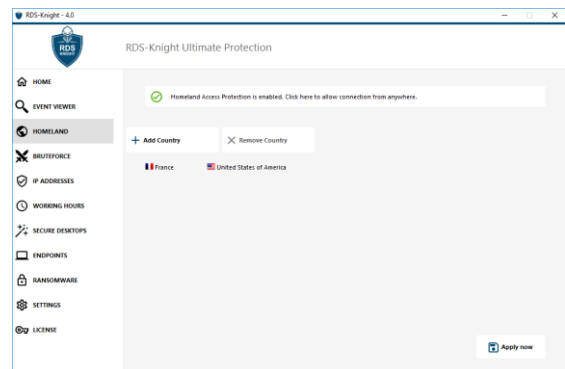 RDS-Knight - 4.0
RDS
KNIGHT
RDS-Knight Ultimate Protection
HOME
EVENT VIEWER
HOMELAND
BRUTEFORCE
IP ADDRESSES
WORKING HOURS
SECURE DESKTOPS
ENDPOINTS
RANSOMWARE
SETTINGS
LICENSE
Homeland Access Protection is enabled. Click here to allow connection from anywhere.
Add Country Remove Country
France United States of America
Apply now